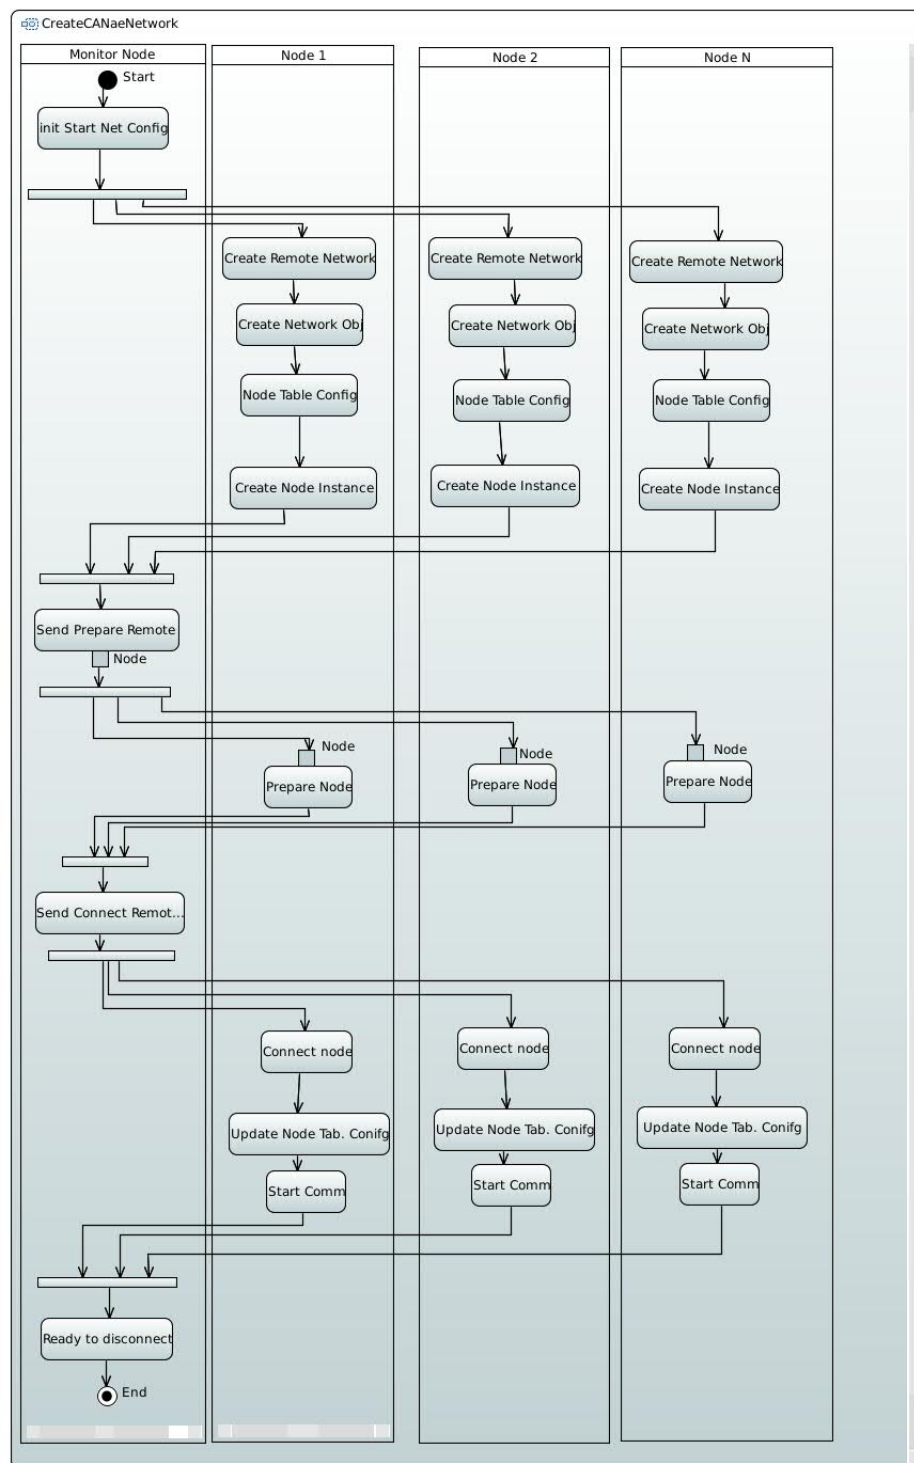 CreateCANaeNetwork
Monitor Node
Node 1
Node 2
Node N
Start
init Start Net Config
Create Remote Network
Create Remote Network
Create Remote Network
Create Network Obj
Create Network Obj
Create Network Obj
Node Table Config
Node Table Config
Node Table Config
Create Node Instance
Create Node Instance
Create Node Instance
Send Prepare Remote
Node
Node
Node
Node
Prepare Node
Prepare Node
Prepare Node
Send Connect Remot...
Connect node
Connect node
Connect node
Update Node Tab. Conifg
Update Node Tab. Conifg
Update Node Tab. Conifg
Start Comm
Start Comm
Start Comm
Ready to disconnect
End